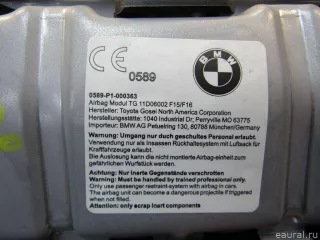 CE
0589
BMW
0589-P1-000363
Airbag Modul TG 11D06002 F15/F16
Hersteller: Toyota Gosei North America Corporation
Herstellungsstätte: 1040 Industrial Dr; Perryville MO 63775
Importeur: BMW AG Petuelring 130, 80788 München/Germany
Warnung: Umgang nur durch geschultes Personal erlaubt.
Verwendung nur als Insassen Rückhaltesystem mit Luftsack für
Kraftfahrzeuge erlaubt.
Bei Auslösung kann die nicht montierte Airbag-einheit zum
gefährlichen Wurfstück werden.
Achtung: Nur inerte Gegenstände verschrotten.
Warning: Must be handled by trained professional only.
Only use passenger restraint-system with airbag in cars.
The airbag unit can become a dangerous projectile if triggered
when not mounted.
Attention: only scrap inert components
eaural.ru